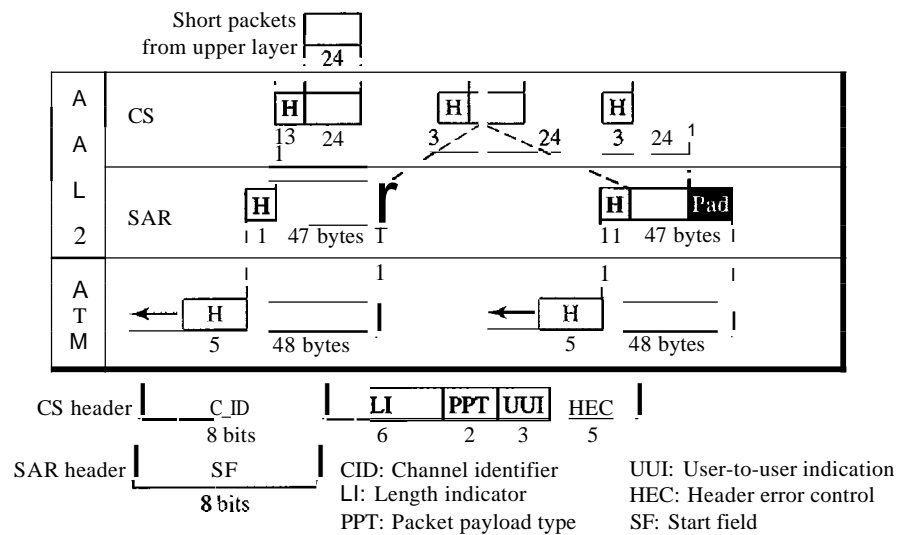 Short packets
from upper layer
24
A A L 2
CS
H H H
13 24 3 24 3 24 1
1
SAR
H r H Pad
1 47 bytes T 11 47 bytes
1 1
A T M
H H
5 48 bytes 5 48 bytes
CS header C_ID LI PPT UUI HEC
8 bits 6 2 3 5
SAR header SF
8 bits
CID: Channel identifier
LI: Length indicator
PPT: Packet payload type
UUI: User-to-user indication
HEC: Header error control
SF: Start field